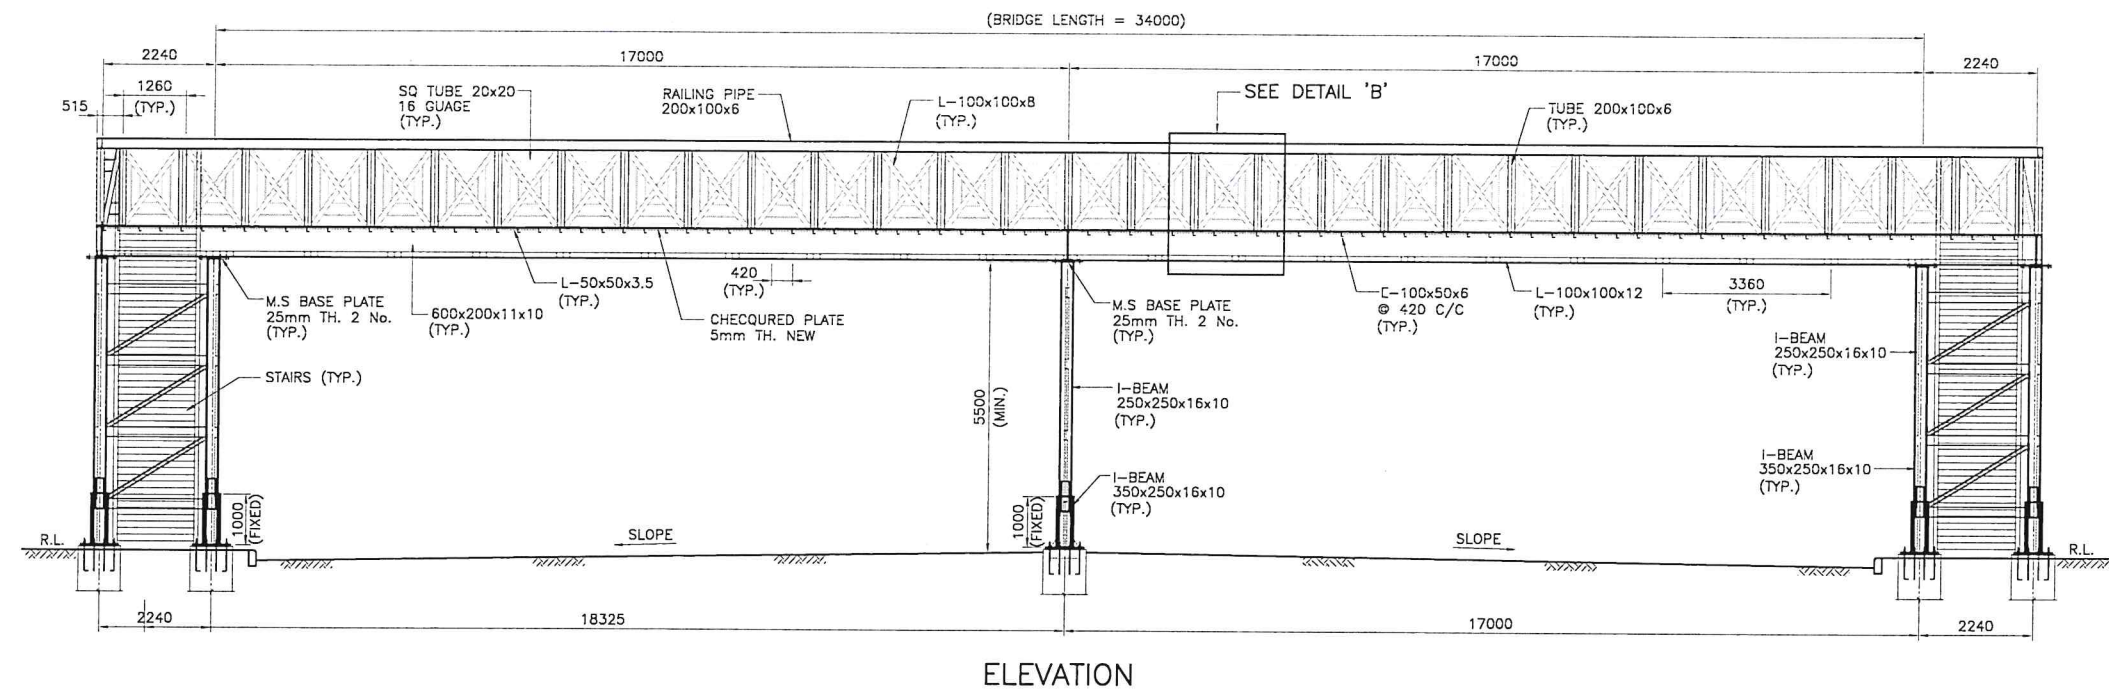 (BRIDGE LENGTH = 34000)
2240
17000
17000
2240
1260
(TYP.)
515
SQ TUBE 20x20
16 GUAGE
(TYP.)
RAILING PIPE
200x100x6
L-100x100x8
(TYP.)
SEE DETAIL 'B'
TUBE 200x100x6
(TYP.)
M.S BASE PLATE
25mm TH. 2 No.
(TYP.)
600x200x11x10
(TYP.)
L-50x50x3.5
(TYP.)
CHECQURED PLATE
5mm TH. NEW
420
(TYP.)
M.S BASE PLATE
25mm TH. 2 No.
(TYP.)
C-100x50x6
@ 420 C/C
(TYP.)
L-100x100x12
(TYP.)
3360
(TYP.)
I-BEAM
250x250x16x10
(TYP.)
STAIRS (TYP.)
5500
(MIN.)
I-BEAM
250x250x16x10
(TYP.)
I-BEAM
350x250x16x10
(TYP.)
I-BEAM
350x250x16x10
(TYP.)
1000
(FIXED)
1000
(FIXED)
R.L.
SLOPE
SLOPE
R.L.
2240
18325
17000
2240
ELEVATION